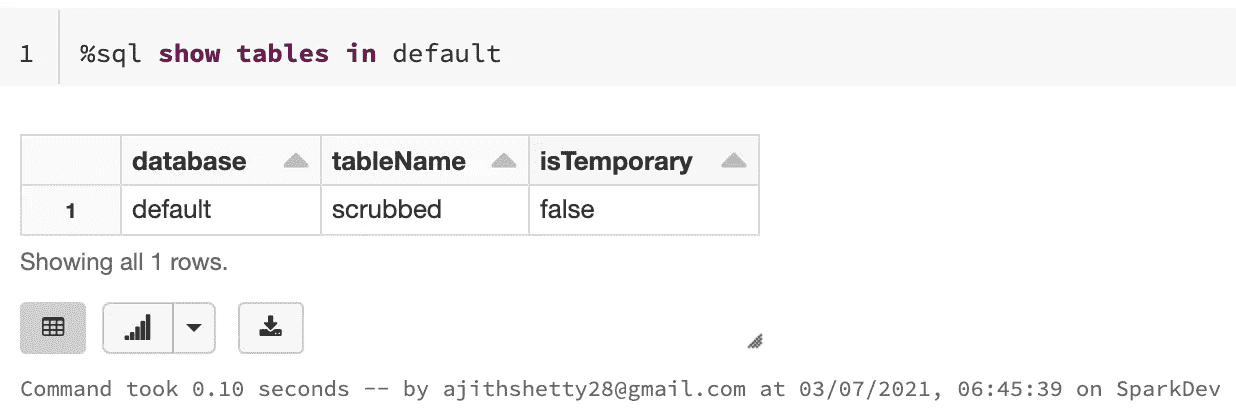 1 %sql show tables in default
database tableName isTemporary
1 default scrubbed false
Showing all 1 rows.
Command took 0.10 seconds -- by ajithshetty28@gmail.com at 03/07/2021, 06:45:39 on SparkDev